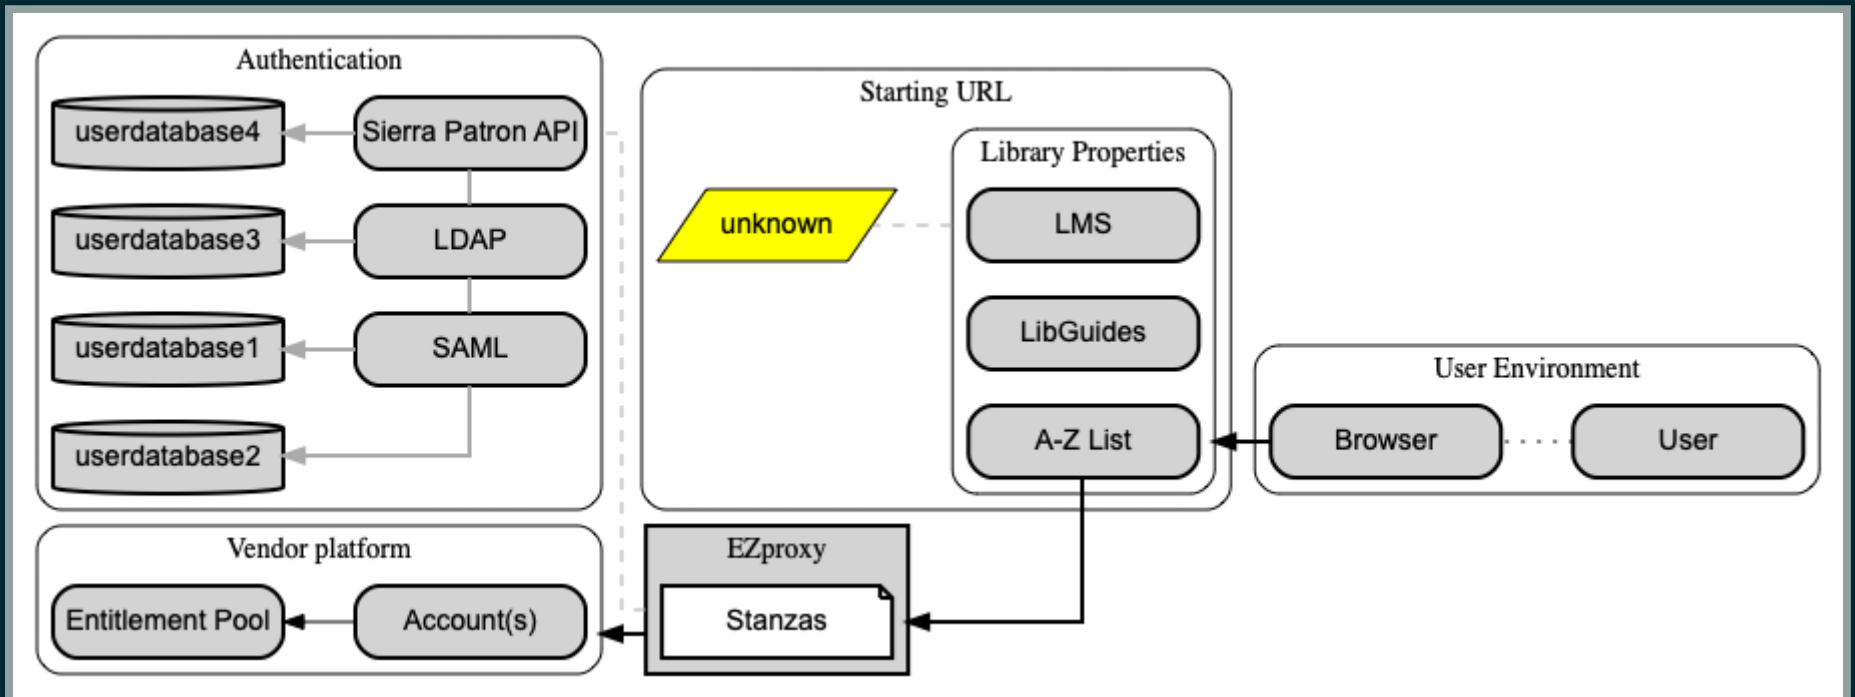 Authentication
userdatabase4
Sierra Patron API
userdatabase3
LDAP
userdatabase1
SAML
userdatabase2
Vendor platform
Entitlement Pool
Account(s)
Starting URL
unknown
Library Properties
LMS
LibGuides
A-Z List
EZproxy
Stanzas
User Environment
Browser
User